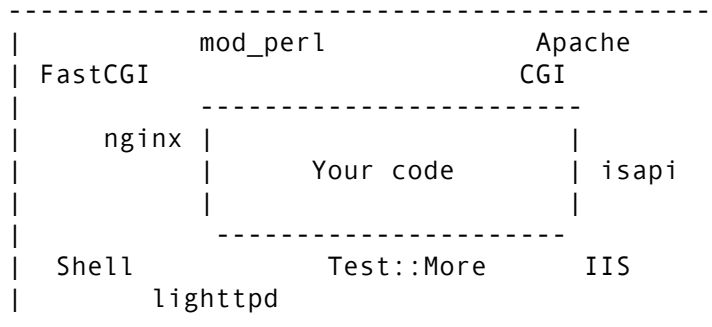 ---------------------------------------------
|           mod_perl             Apache
| FastCGI                       CGI
|           ------------------------
|     nginx |                      |
|           |      Your code       | isapi
|           |                      |
|            ----------------------
|  Shell            Test::More      IIS
|        lighttpd